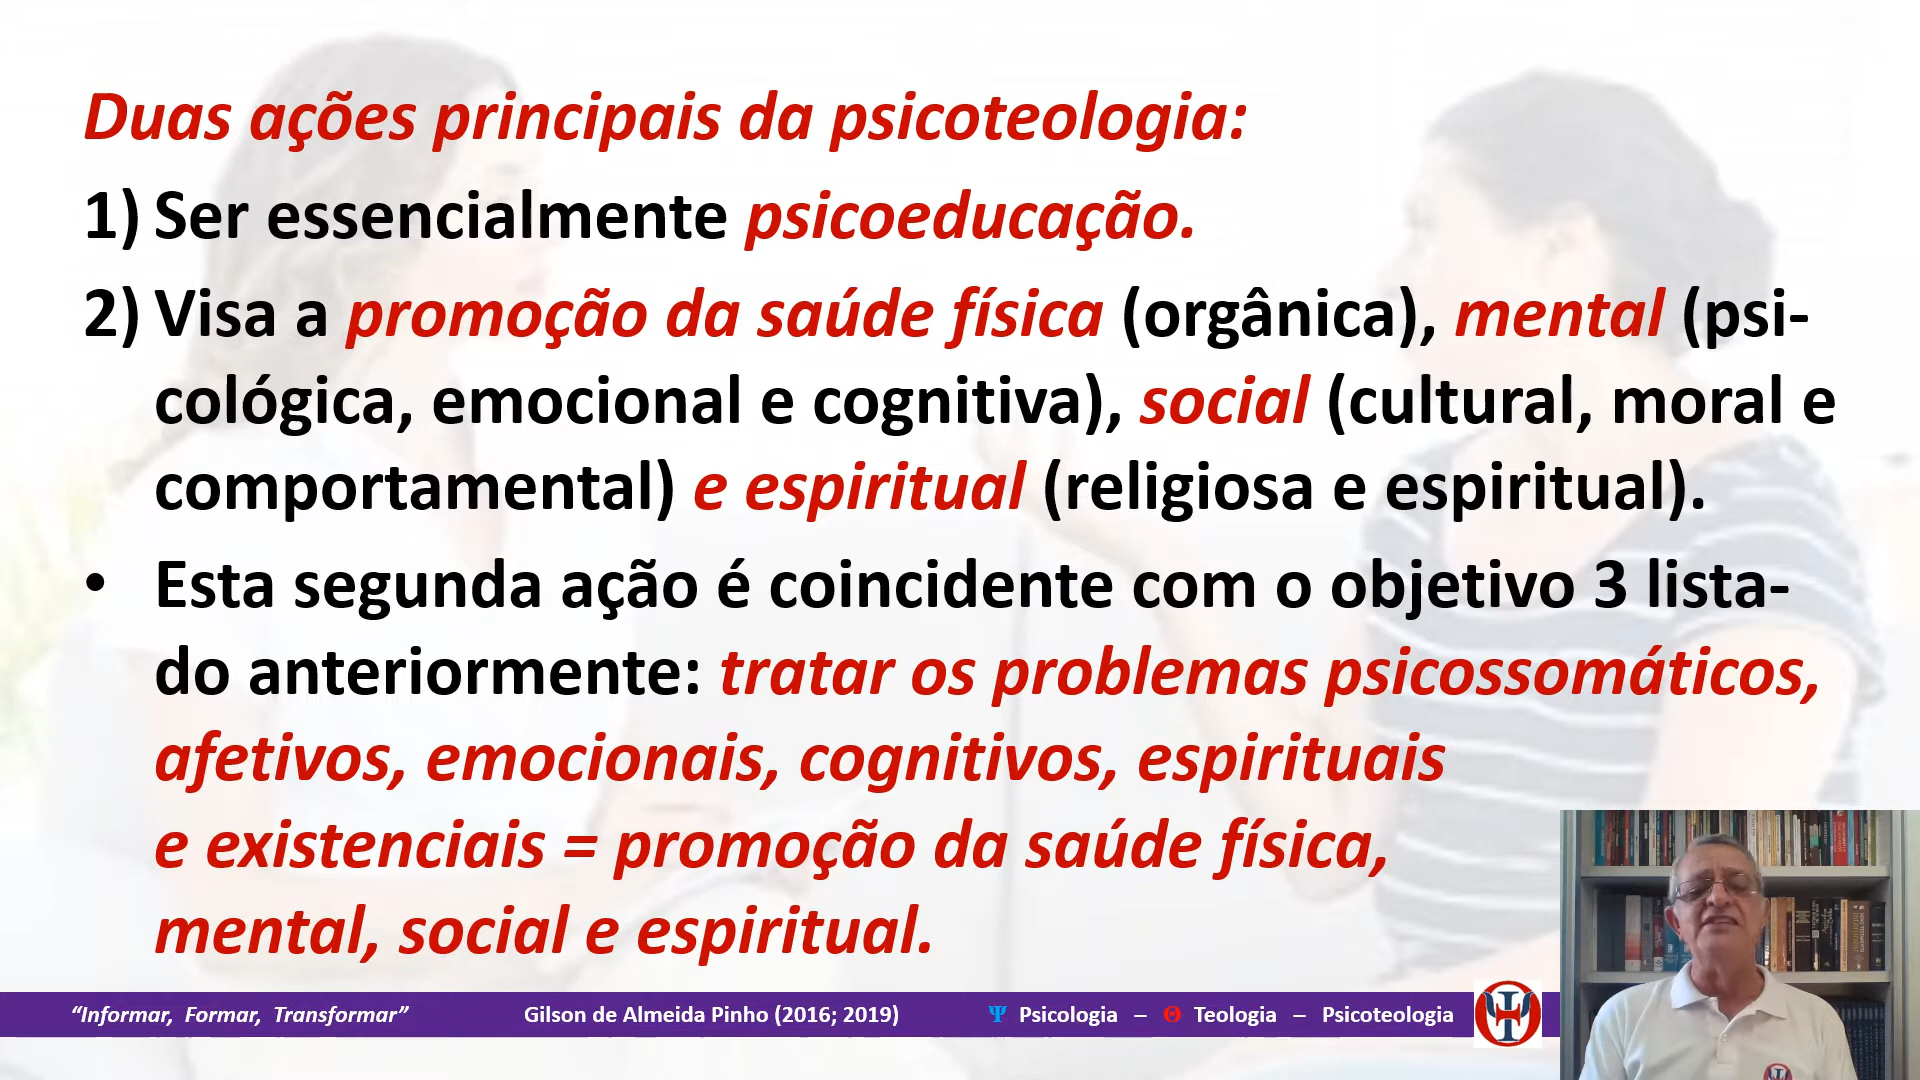 Duas ações principais da psicoteologia:
1) Ser essencialmente psicoeducação.
2) Visa a promoção da saúde física (orgânica), mental (psi-
cológica, emocional e cognitiva), social (cultural, moral e
comportamental) e espiritual (religiosa e espiritual).
• Esta segunda ação é coincidente com o objetivo 3 lista-
do anteriormente: tratar os problemas psicossomáticos,
afetivos, emocionais, cognitivos, espirituais
e existenciais = promoção da saúde física,
mental, social e espiritual.
“Informar, Formar, Transformar” Gilson de Almeida Pinho (2016; 2019) Ψ Psicologia – Θ Teologia – Psicoteologia